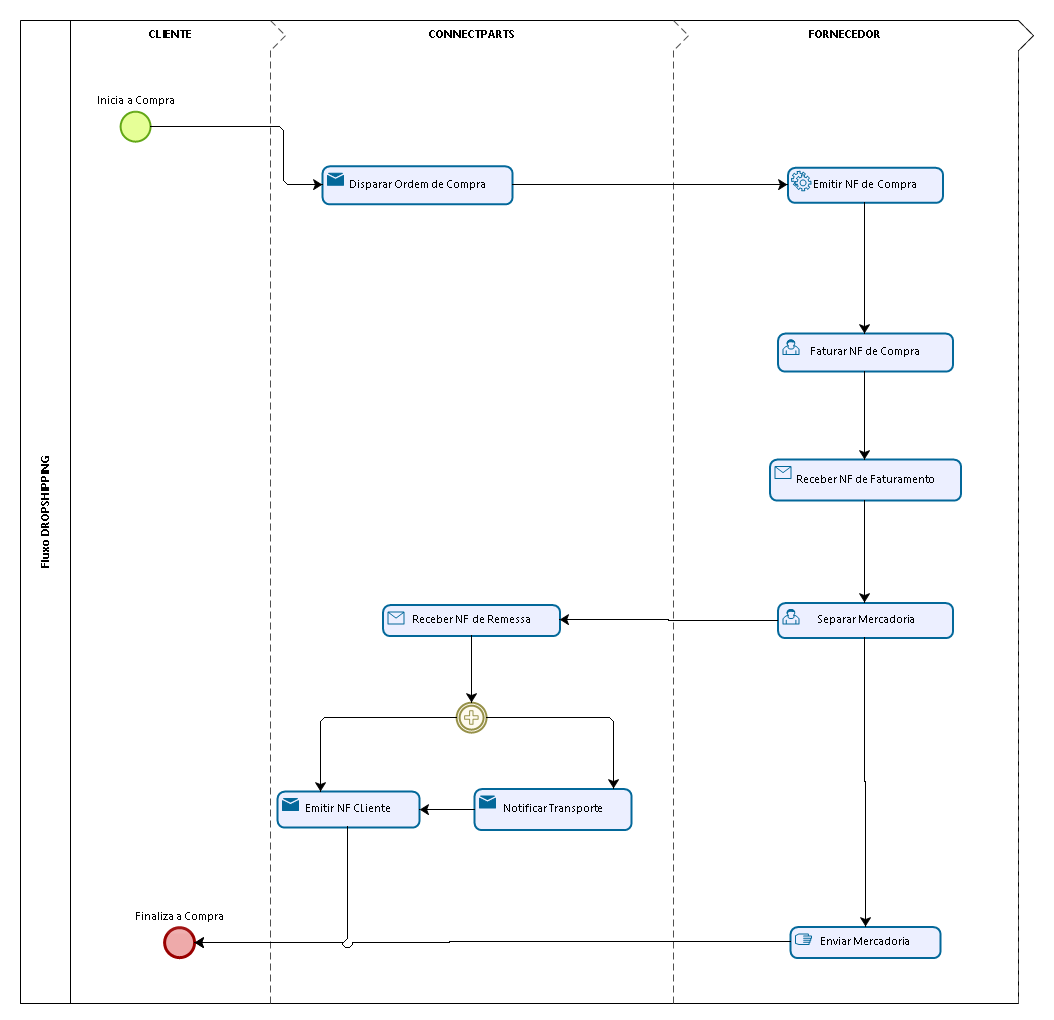 CLIENTE
CONNECTPARTS
FORNECEDOR
Inicia a Compra
Disparar Ordem de Compra
Emitir NF de Compra
Faturar NF de Compra
Fluxo DROPSHIPPING
Receber NF de Faturamento
Receber NF de Remessa
Separar Mercadoria
Emitir NF CLiente
Notificar Transporte
Finaliza a Compra
Enviar Mercadoria